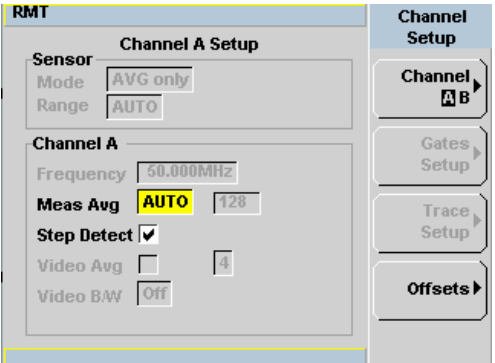 RMT
Channel A Setup
Sensor
Mode AVG only
Range AUTO
Channel A
Frequency 50.000MHz
Meas Avg AUTO 128
Step Detect
Video Avg 4
Video B/W Off
Channel
Setup
Channel
A B
Gates
Setup
Trace
Setup
Offsets